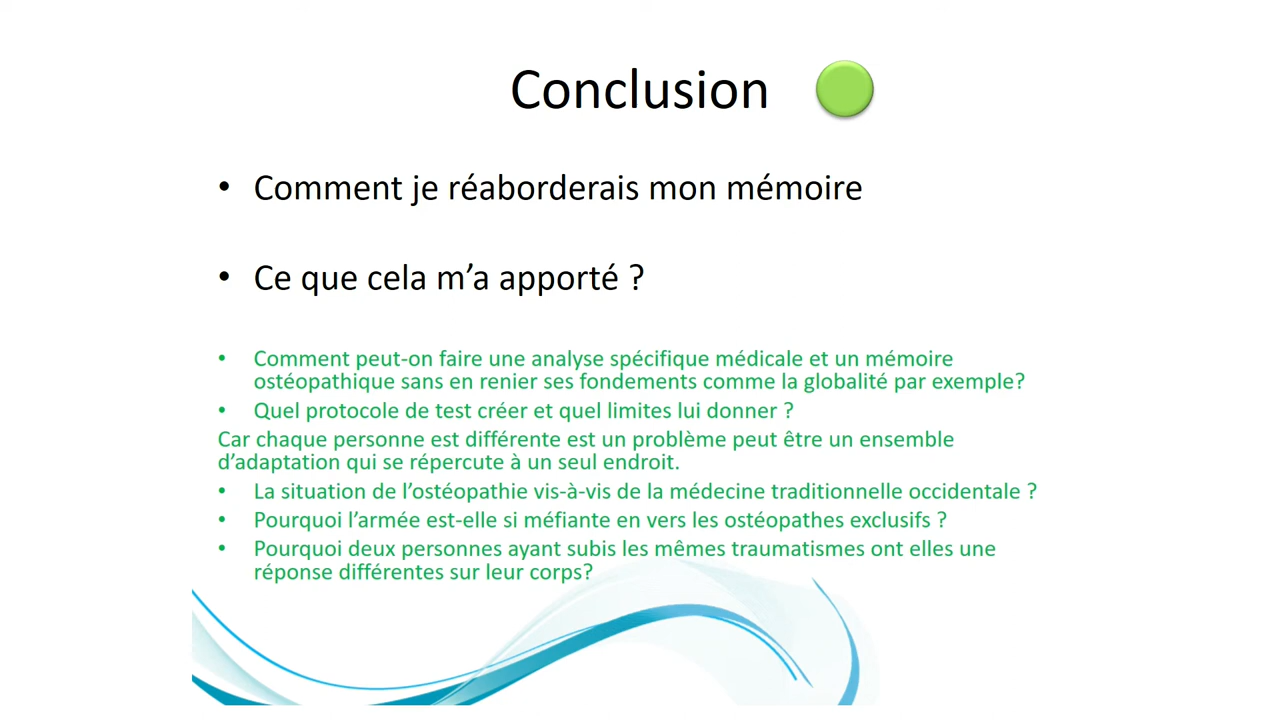 Conclusion
• Comment je réaborderais mon mémoire
• Ce que cela m’a apporté ?
• Comment peut-on faire une analyse spécifique médicale et un mémoire
ostéopathique sans en renier ses fondements comme la globalité par exemple?
• Quel protocole de test créer et quel limites lui donner ?
Car chaque personne est différente est un problème peut être un ensemble
d’adaptation qui se répercute à un seul endroit.
• La situation de l’ostéopathie vis-à-vis de la médecine traditionnelle occidentale ?
• Pourquoi l’armée est-elle si méfiante en vers les ostéopathes exclusifs ?
• Pourquoi deux personnes ayant subis les mêmes traumatismes ont elles une
réponse différentes sur leur corps?